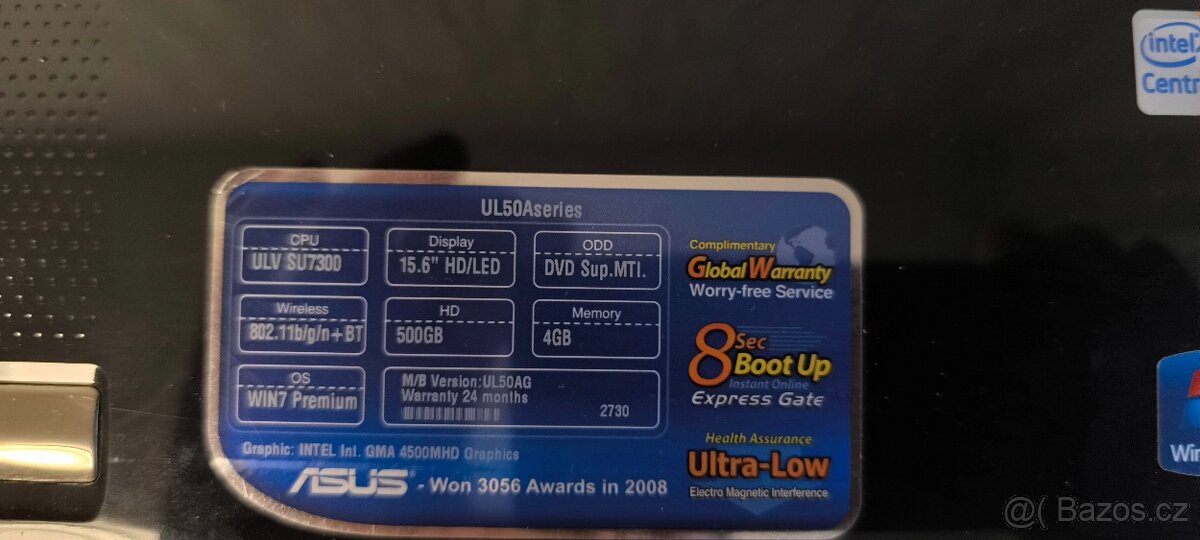 UL50Aseries
CPU
ULV SU7300
Display
15.6" HD/LED
ODD
DVD Sup.MTI.
Wireless
802.11b/g/n+BT
HD
500GB
Memory
4GB
OS
WIN7 Premium
M/B Version:UL50AG
Warranty 24 months
2730
Graphic: INTEL Int. GMA 4500MHD Graphics
ASUS - Won 3056 Awards in 2008
Complimentary
Global Warranty
Worry-free Service
8 Sec
Boot Up
Instant Online
Express Gate
Health Assurance
Ultra-Low
Electro Magnetic Interference
intel
Centr
Win
@( Bazos.cz